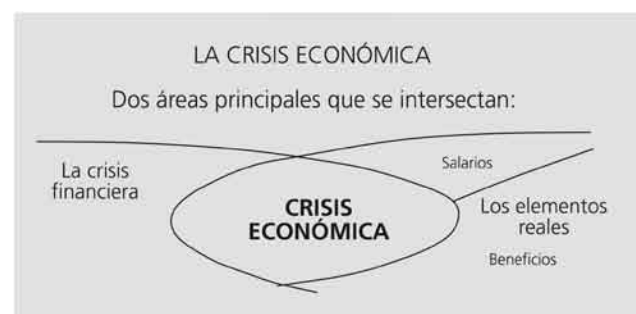 LA CRISIS ECONÓMICA
Dos áreas principales que se intersectan:
La crisis
financiera
CRISIS
ECONÓMICA
Salarios
Los elementos
reales
Beneficios